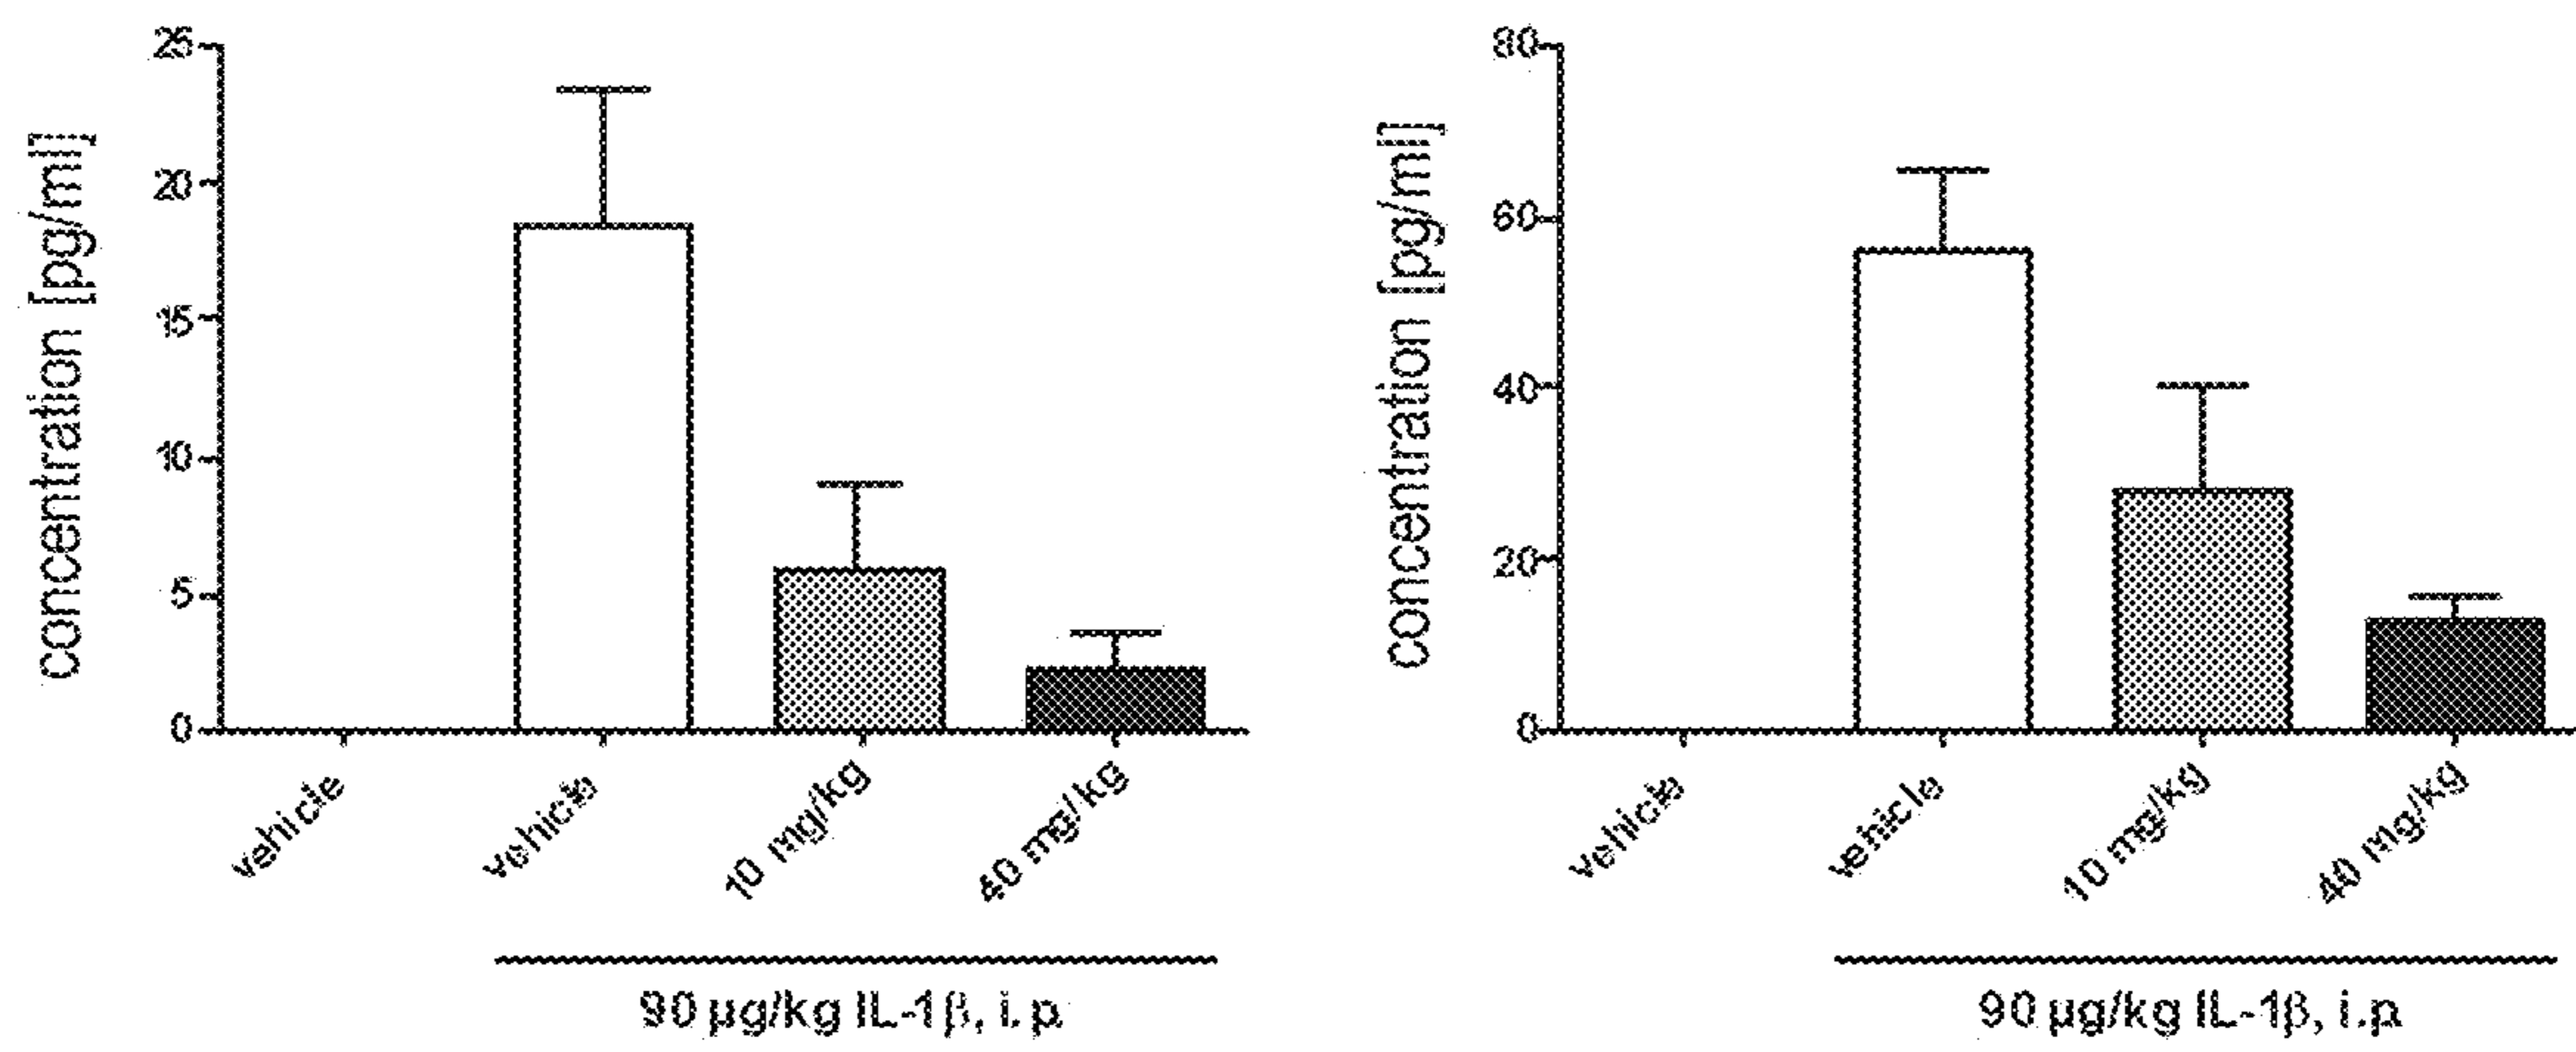 concentration [pg/ml]
25
20
15
10
5
0
vehicle
vehicle
10 mg/kg
40 mg/kg
90 µg/kg IL-1β, i.p.
concentration [pg/ml]
80
60
40
20
0
vehicle
vehicle
10 mg/kg
40 mg/kg
90 µg/kg IL-1β, i.p.